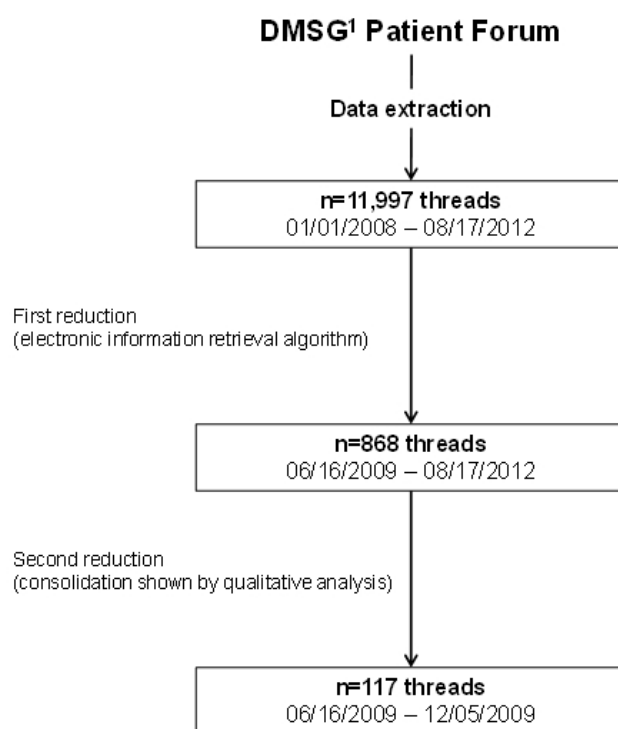 DMSG¹ Patient Forum
Data extraction
n=11,997 threads
01/01/2008 – 08/17/2012
First reduction
(electronic information retrieval algorithm)
n=868 threads
06/16/2009 – 08/17/2012
Second reduction
(consolidation shown by qualitative analysis)
n=117 threads
06/16/2009 – 12/05/2009